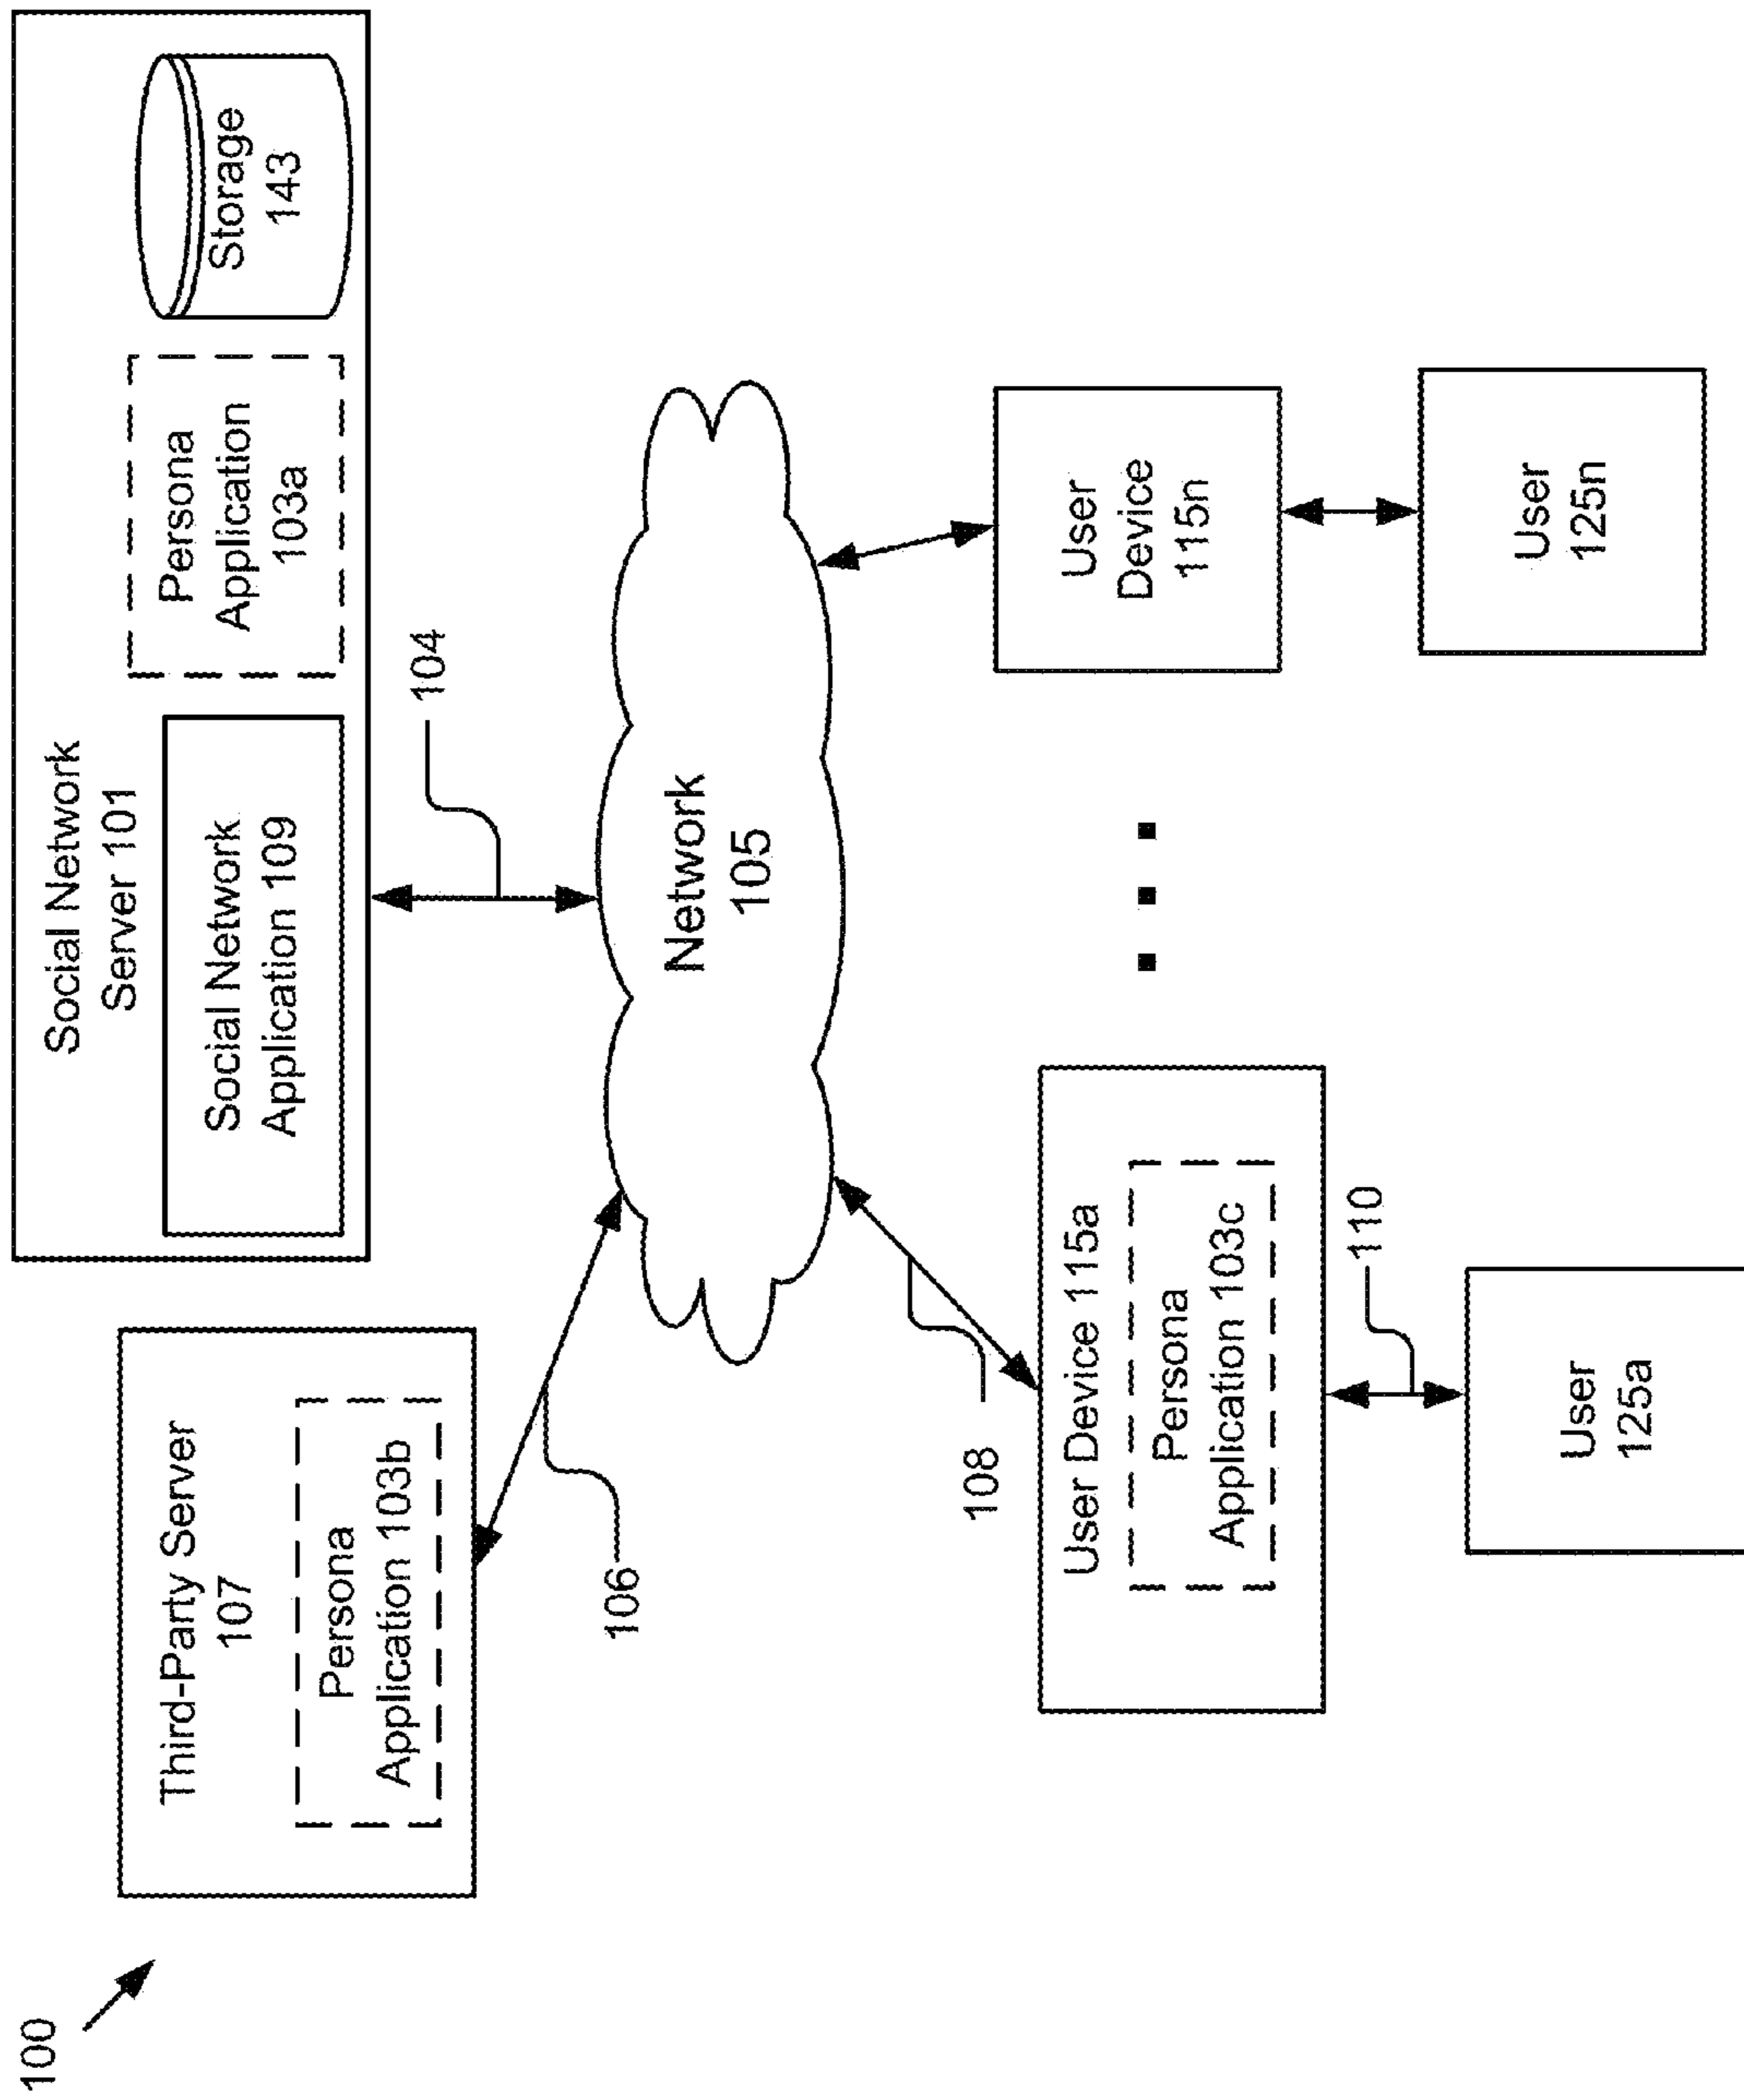 100
Third-Party Server
107
Persona
Application 103b
Social Network
Server 101
Social Network
Application 109
Persona
Application
103a
Storage
143
106
104
Network
105
108
User Device 115a
Persona
Application 103c
110
User
125a
User
Device
115n
User
125n